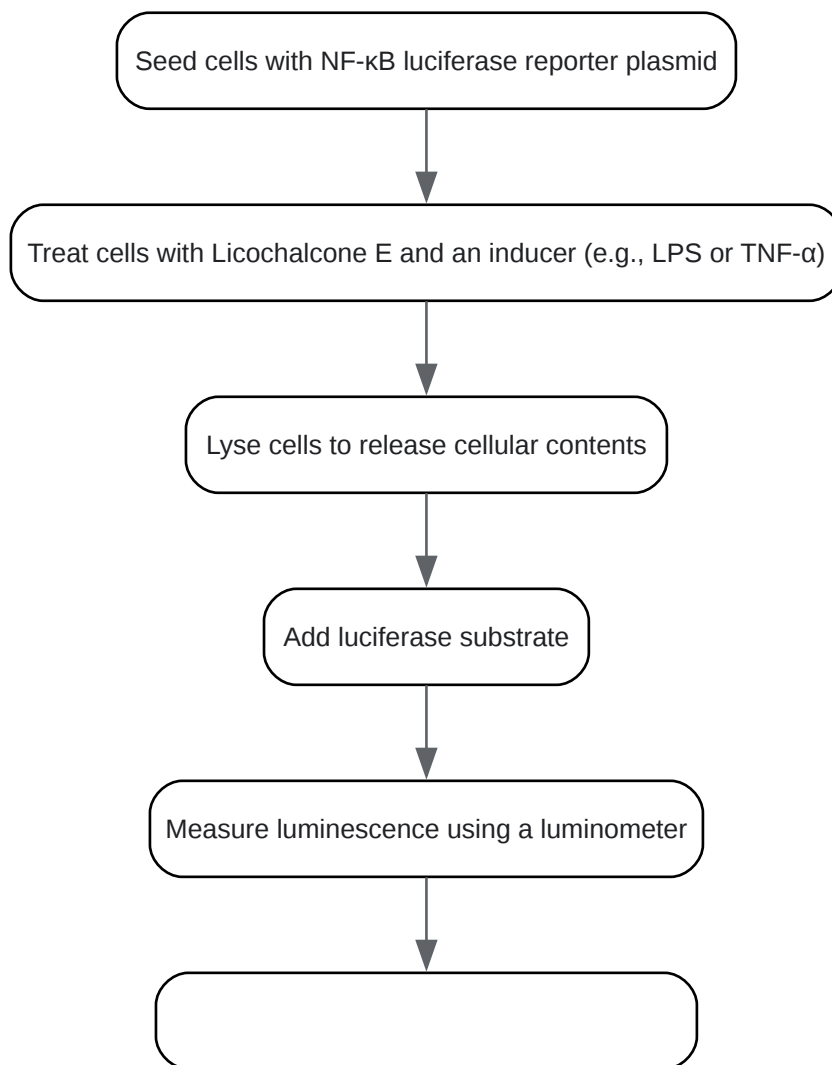 Seed cells with NF-κB luciferase reporter plasmid
Treat cells with Licochalcone E and an inducer (e.g., LPS or TNF-α)
Lyse cells to release cellular contents
Add luciferase substrate
Measure luminescence using a luminometer